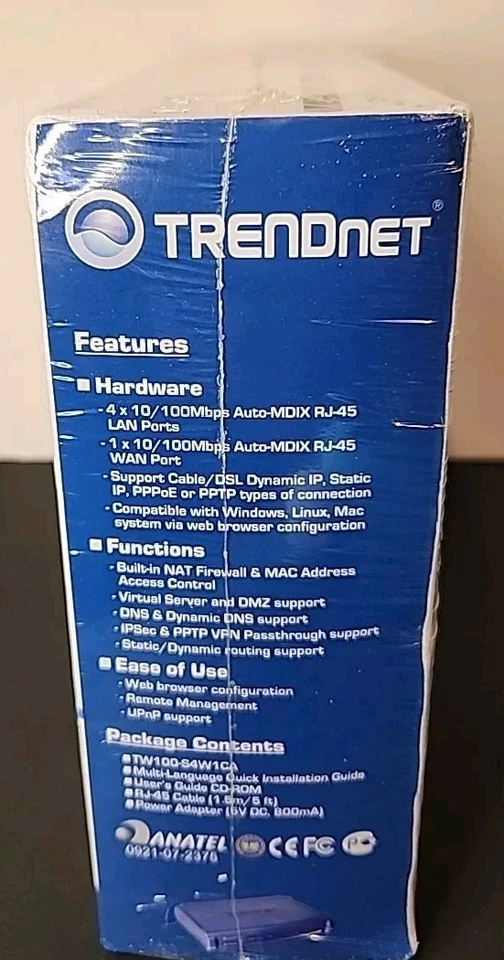 TRENDNET®
Features
■ Hardware
- 4 x 10/100Mbps Auto-MDIX RJ-45
LAN Ports
- 1 x 10/100Mbps Auto-MDIX RJ-45
WAN Port
- Support Cable/DSL Dynamic IP, Static
IP, PPPoE or PPTP types of connection
- Compatible with Windows, Linux, Mac
system via web browser configuration
■ Functions
- Built-in NAT Firewall & MAC Address
Access Control
- Virtual Server and DMZ support
- DNS & Dynamic DNS support
- IPSec & PPTP VPN Passthrough support
- Static/Dynamic routing support
■ Ease of Use
- Web browser configuration
- Remote Management
- UPnP support
Package Contents
■ TW100-S4W1CA
■ Multi-Language Quick Installation Guide
■ User's Guide CD-ROM
■ RJ-45 Cable (1.5m/5 ft)
■ Power Adapter (5V DC, 800mA)
ANATEL CE FC
0921-07-2376